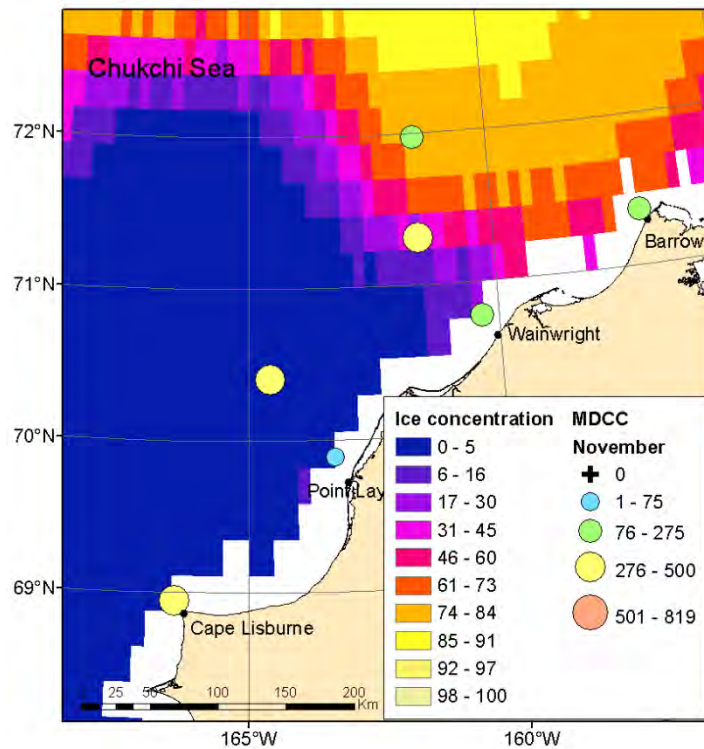 Chukchi Sea
72°N
Barrow
71°N
Wainwright
70°N
Point Lay
69°N
Cape Lisburne
Ice concentration
0 - 5
6 - 16
17 - 30
31 - 45
46 - 60
61 - 73
74 - 84
85 - 91
92 - 97
98 - 100
MDCC
November
0
1 - 75
76 - 275
276 - 500
501 - 819
0 25 50 100 150 200
Km
165°W
160°W